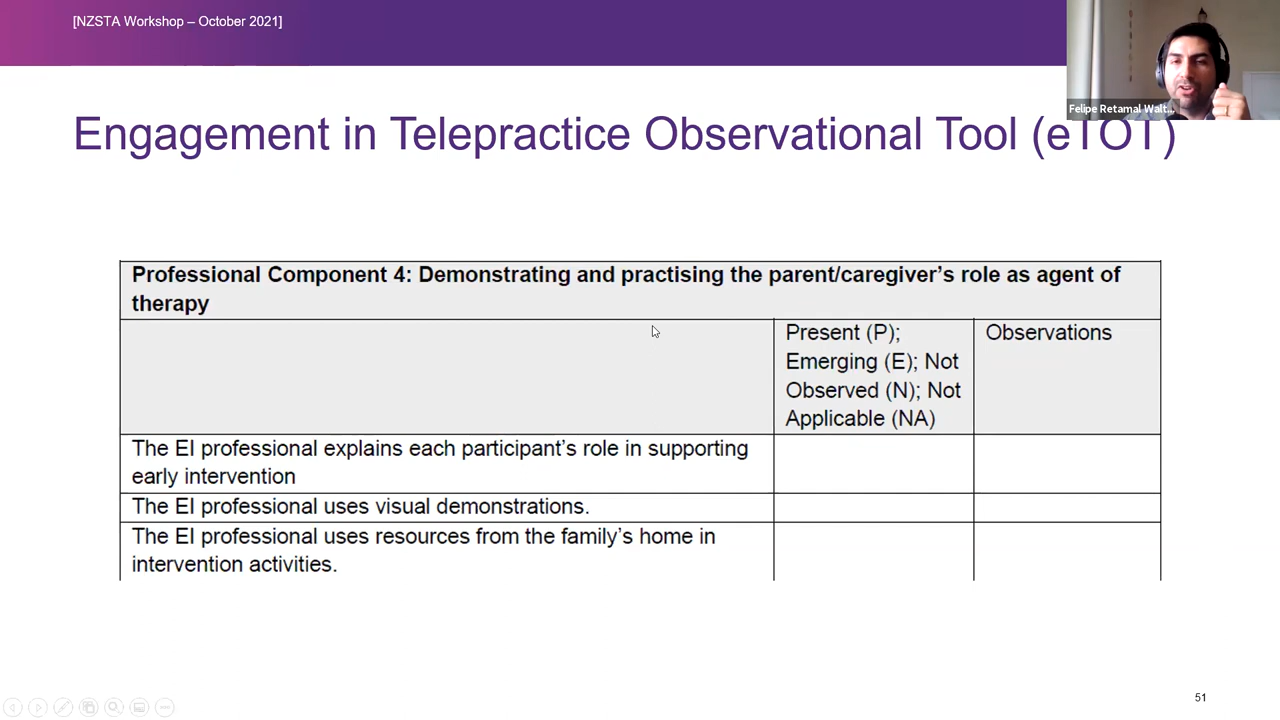 [NZSTA Workshop – October 2021]
Felipe Retamal Walt...
Engagement in Telepractice Observational Tool (eTOT)
Professional Component 4: Demonstrating and practising the parent/caregiver's role as agent of
therapy
Present (P);
Emerging (E); Not
Observed (N); Not
Applicable (NA)
Observations
The EI professional explains each participant's role in supporting
early intervention
The EI professional uses visual demonstrations.
The EI professional uses resources from the family's home in
intervention activities.
51